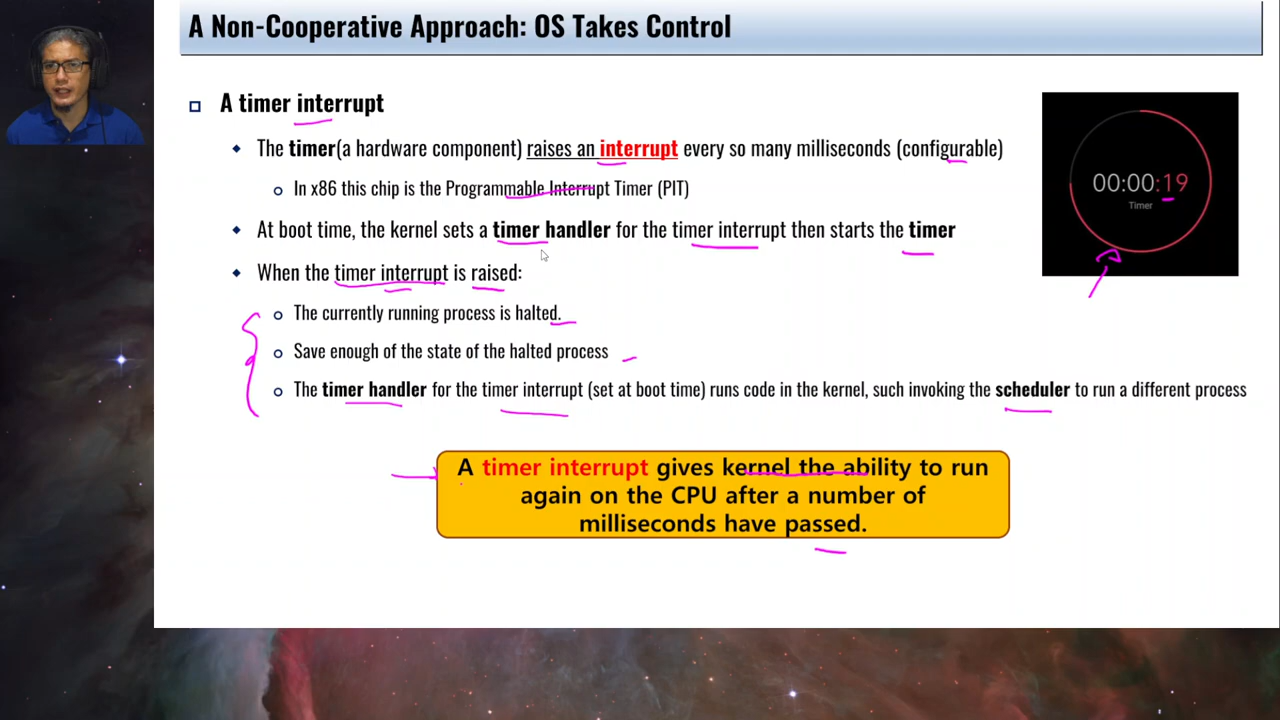 A Non-Cooperative Approach: OS Takes Control
A timer interrupt
The timer(a hardware component) raises an interrupt every so many milliseconds (configurable)
In x86 this chip is the Programmable Interrupt Timer (PIT)
At boot time, the kernel sets a timer handler for the timer interrupt then starts the timer
When the timer interrupt is raised:
The currently running process is halted.
Save enough of the state of the halted process
The timer handler for the timer interrupt (set at boot time) runs code in the kernel, such invoking the scheduler to run a different process
00:00:19
Timer
A timer interrupt gives kernel the ability to run
again on the CPU after a number of
milliseconds have passed.